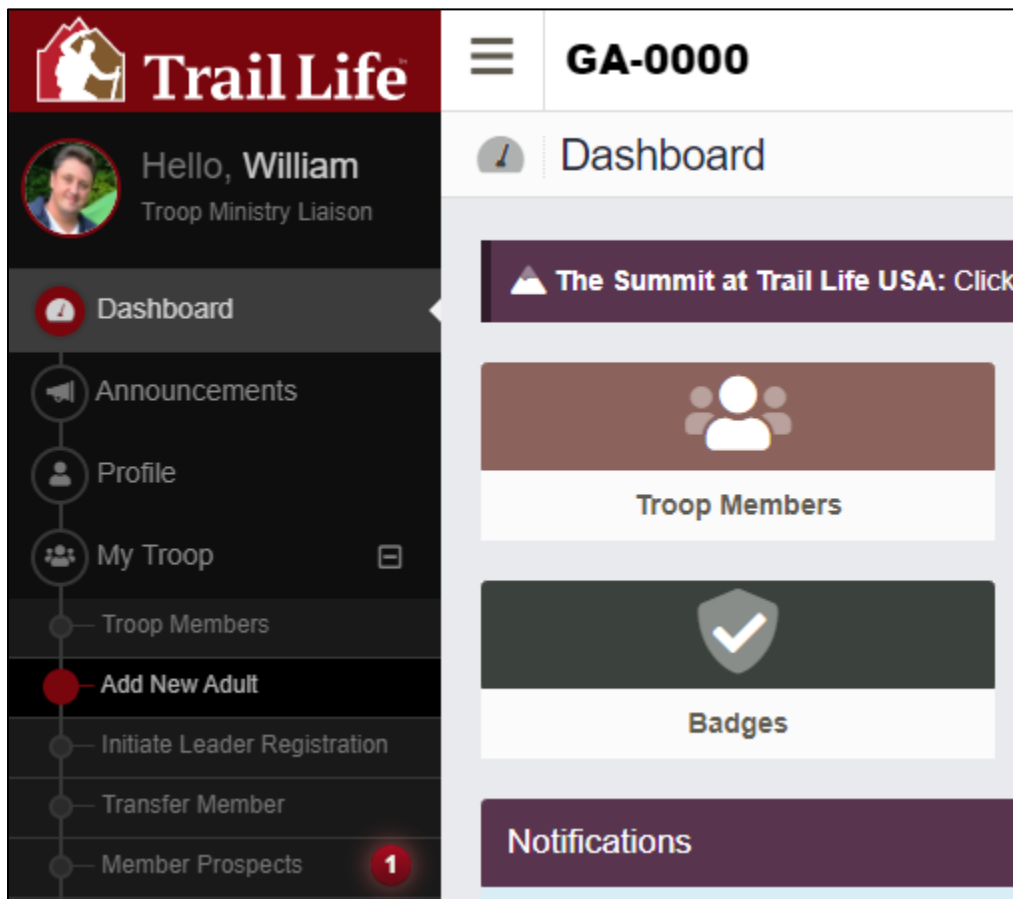 Trail Life
Hello, William
Troop Ministry Liaison
Dashboard
Announcements
Profile
My Troop
Troop Members
Add New Adult
Initiate Leader Registration
Transfer Member
Member Prospects 1
GA-0000
Dashboard
The Summit at Trail Life USA: Click
Troop Members
Badges
Notifications